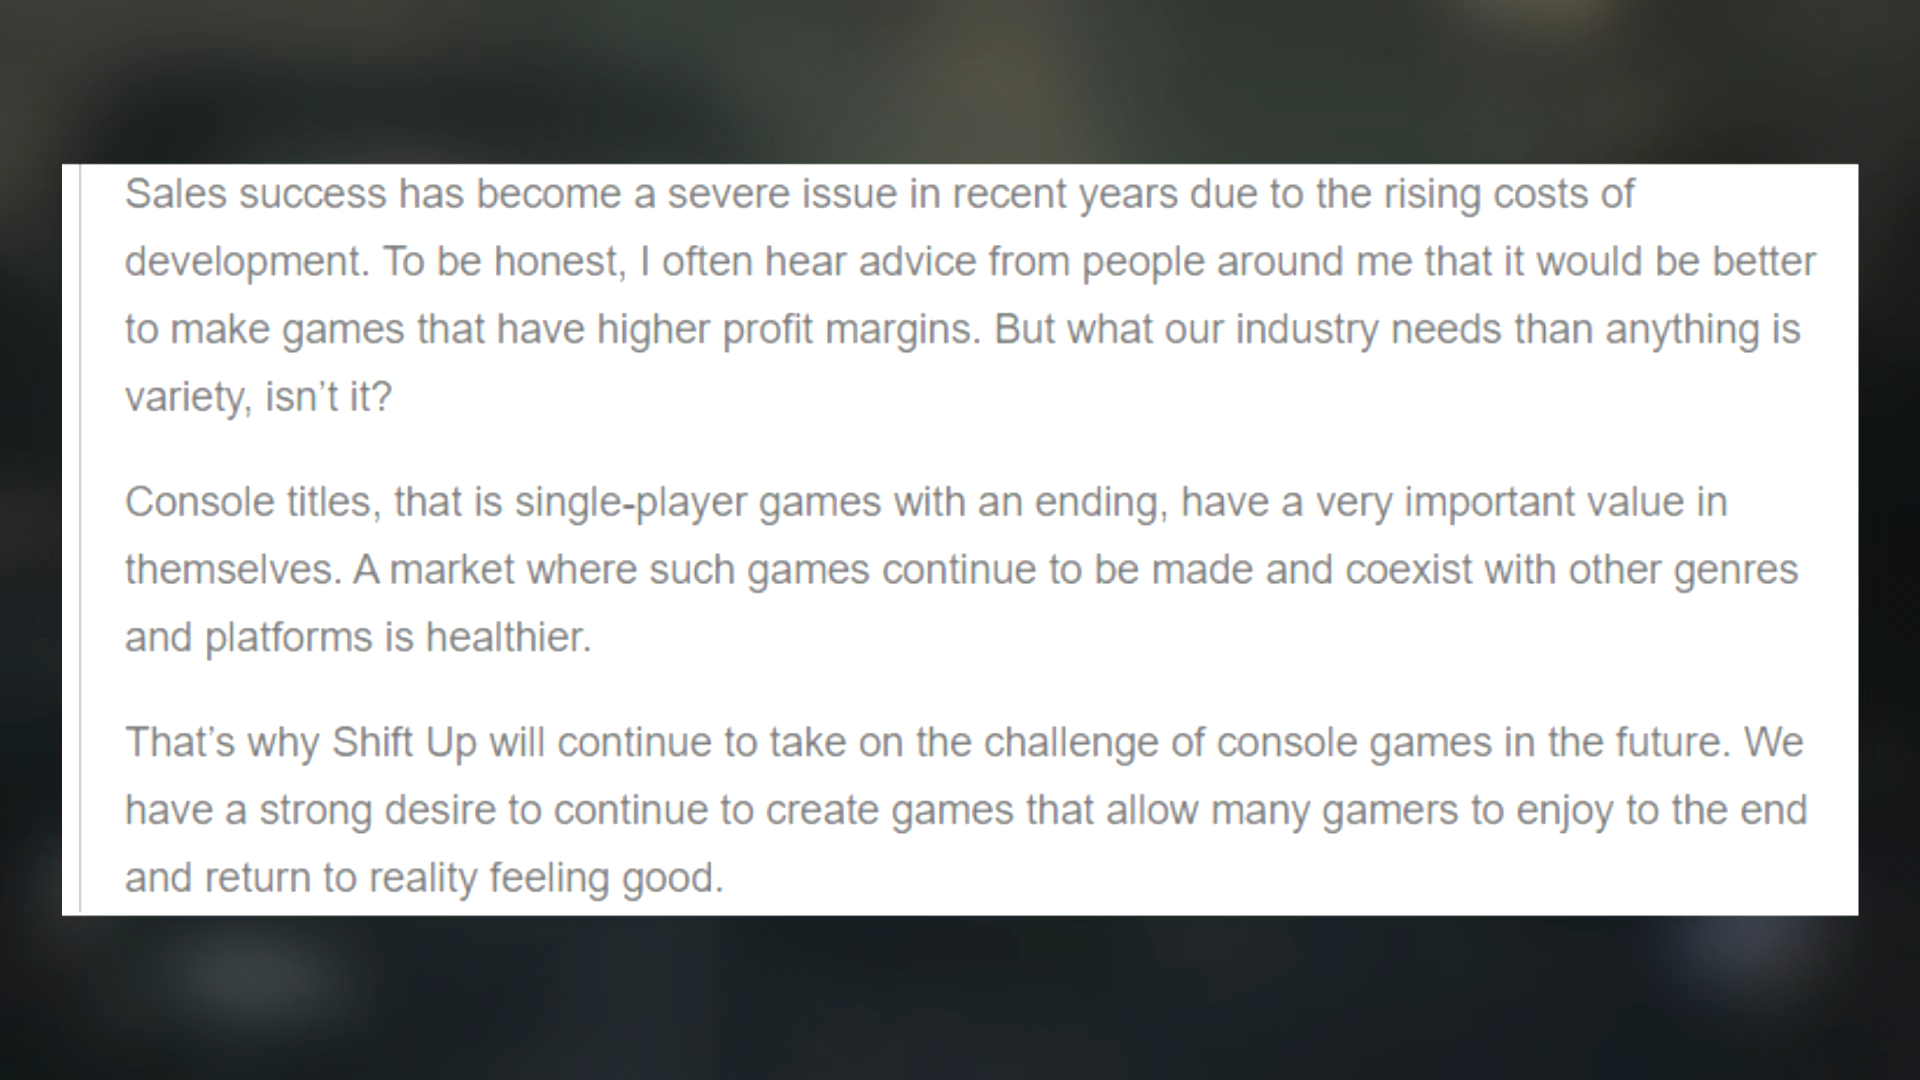 Sales success has become a severe issue in recent years due to the rising costs of
development. To be honest, I often hear advice from people around me that it would be better
to make games that have higher profit margins. But what our industry needs than anything is
variety, isn’t it?
Console titles, that is single-player games with an ending, have a very important value in
themselves. A market where such games continue to be made and coexist with other genres
and platforms is healthier.
That’s why Shift Up will continue to take on the challenge of console games in the future. We
have a strong desire to continue to create games that allow many gamers to enjoy to the end
and return to reality feeling good.